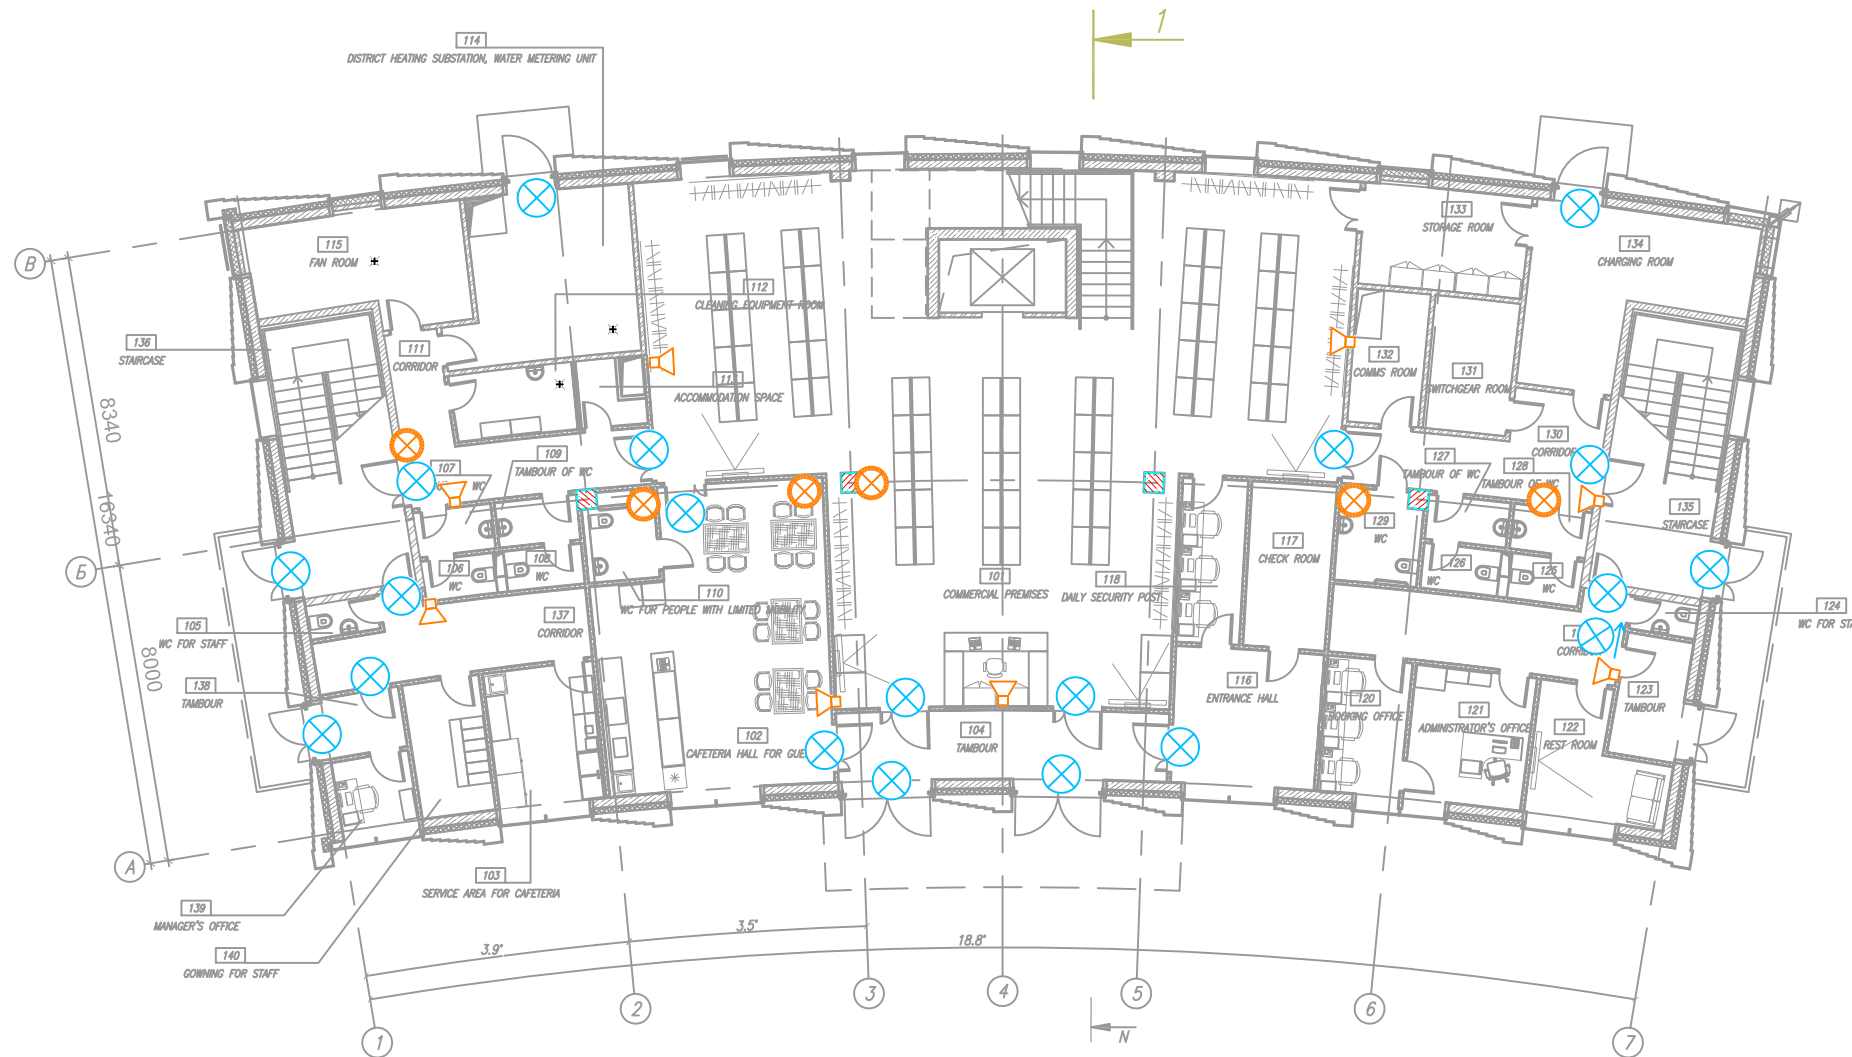 1
114
DISTRICT HEATING SUBSTATION, WATER METERING UNIT
133
STORAGE ROOM
134
CHARGING ROOM
115
FAN ROOM
В
112
CLEANING EQUIPMENT ROOM
136
STAIRCASE
111
CORRIDOR
132
COMMS ROOM
131
SWITCHGEAR ROOM
ACCOMMODATION SPACE
8340
130
CORRIDOR
107
WC
109
TAMBOUR OF WC
127
TAMBOUR OF WC
128
TAMBOUR OF WC
16340
135
STAIRCASE
129
WC
117
CHECK ROOM
Б
106
WC
108
WC
101
COMMERCIAL PREMISES
118
DAILY SECURITY POST
126
WC
125
WC
110
WC FOR PEOPLE WITH LIMITED MOBILITY
137
CORRIDOR
105
WC FOR STAFF
124
WC FOR
8000
138
TAMBOUR
116
ENTRANCE HALL
123
TAMBOUR
120
BOOKING OFFICE
121
ADMINISTRATOR'S OFFICE
122
REST ROOM
102
CAFETERIA HALL FOR
104
TAMBOUR
А
103
SERVICE AREA FOR CAFETERIA
139
MANAGER'S OFFICE
140
GOWNING FOR STAFF
3.9°
3.5°
18.8°
1
2
3
4
5
6
7
N